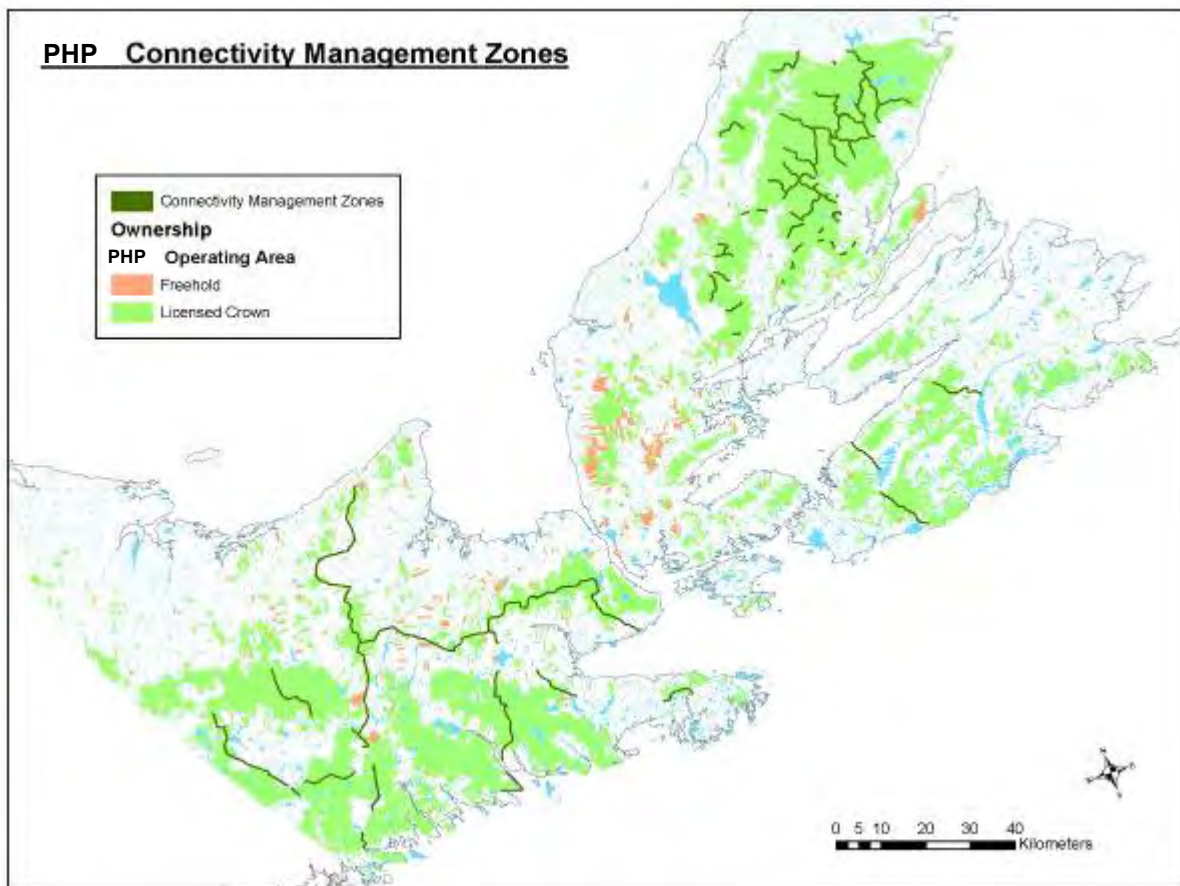 PHP Connectivity Management Zones
Connectivity Management Zones
Ownership
PHP Operating Area
Freehold
Licensed Crown
0 5 10 20 30 40
Kilometers